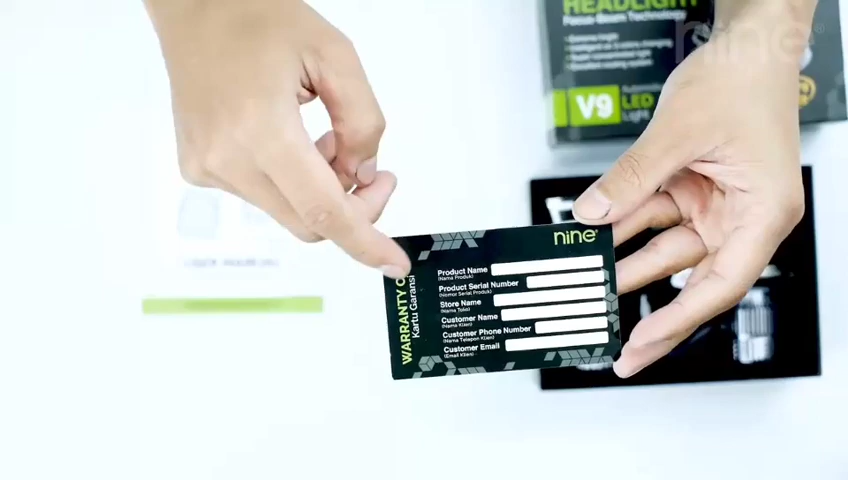 HEADLIGHT
Focus-Beam Technology
nine®
V9
LED
Light
nine®
WARRANTY
Kartu Garansi
Product Name
(Nama Produk)
Product Serial Number
(Nomor Serial Produk)
Store Name
(Nama Toko)
Customer Name
(Nama Klien)
Customer Phone Number
(Nama Telapon Klien)
Customer Email
(Email Klien)